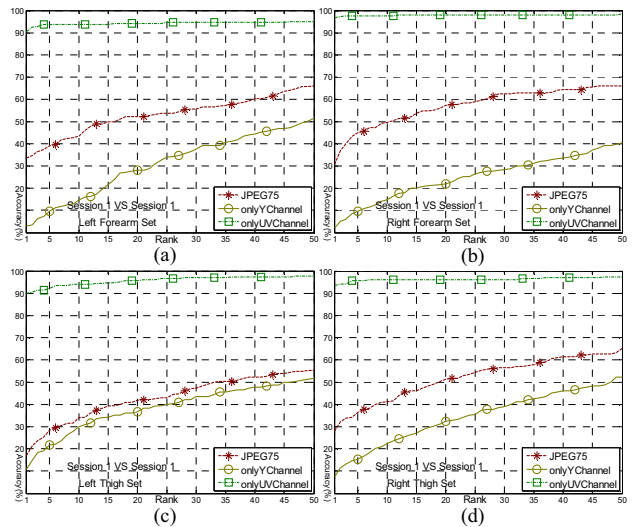 100
90
80
70
60
50
40
30
20
10
Accuracy(%)
Session 1 VS Session 1
Left Forearm Set
JPEG75
onlyYChannel
onlyUVChannel
1 5 10 15 20 25 30 35 40 45 50
Rank
(a)
100
90
80
70
60
50
40
30
20
10
Accuracy(%)
Session 1 VS Session 1
Right Forearm Set
JPEG75
onlyYChannel
onlyUVChannel
1 5 10 15 20 25 30 35 40 45 50
Rank
(b)
100
90
80
70
60
50
40
30
20
10
Accuracy(%)
Session 1 VS Session 1
Left Thigh Set
JPEG75
onlyYChannel
onlyUVChannel
1 5 10 15 20 25 30 35 40 45 50
Rank
(c)
100
90
80
70
60
50
40
30
20
10
Accuracy(%)
Session 1 VS Session 1
Right Thigh Set
JPEG75
onlyYChannel
onlyUVChannel
1 5 10 15 20 25 30 35 40 45 50
Rank
(d)